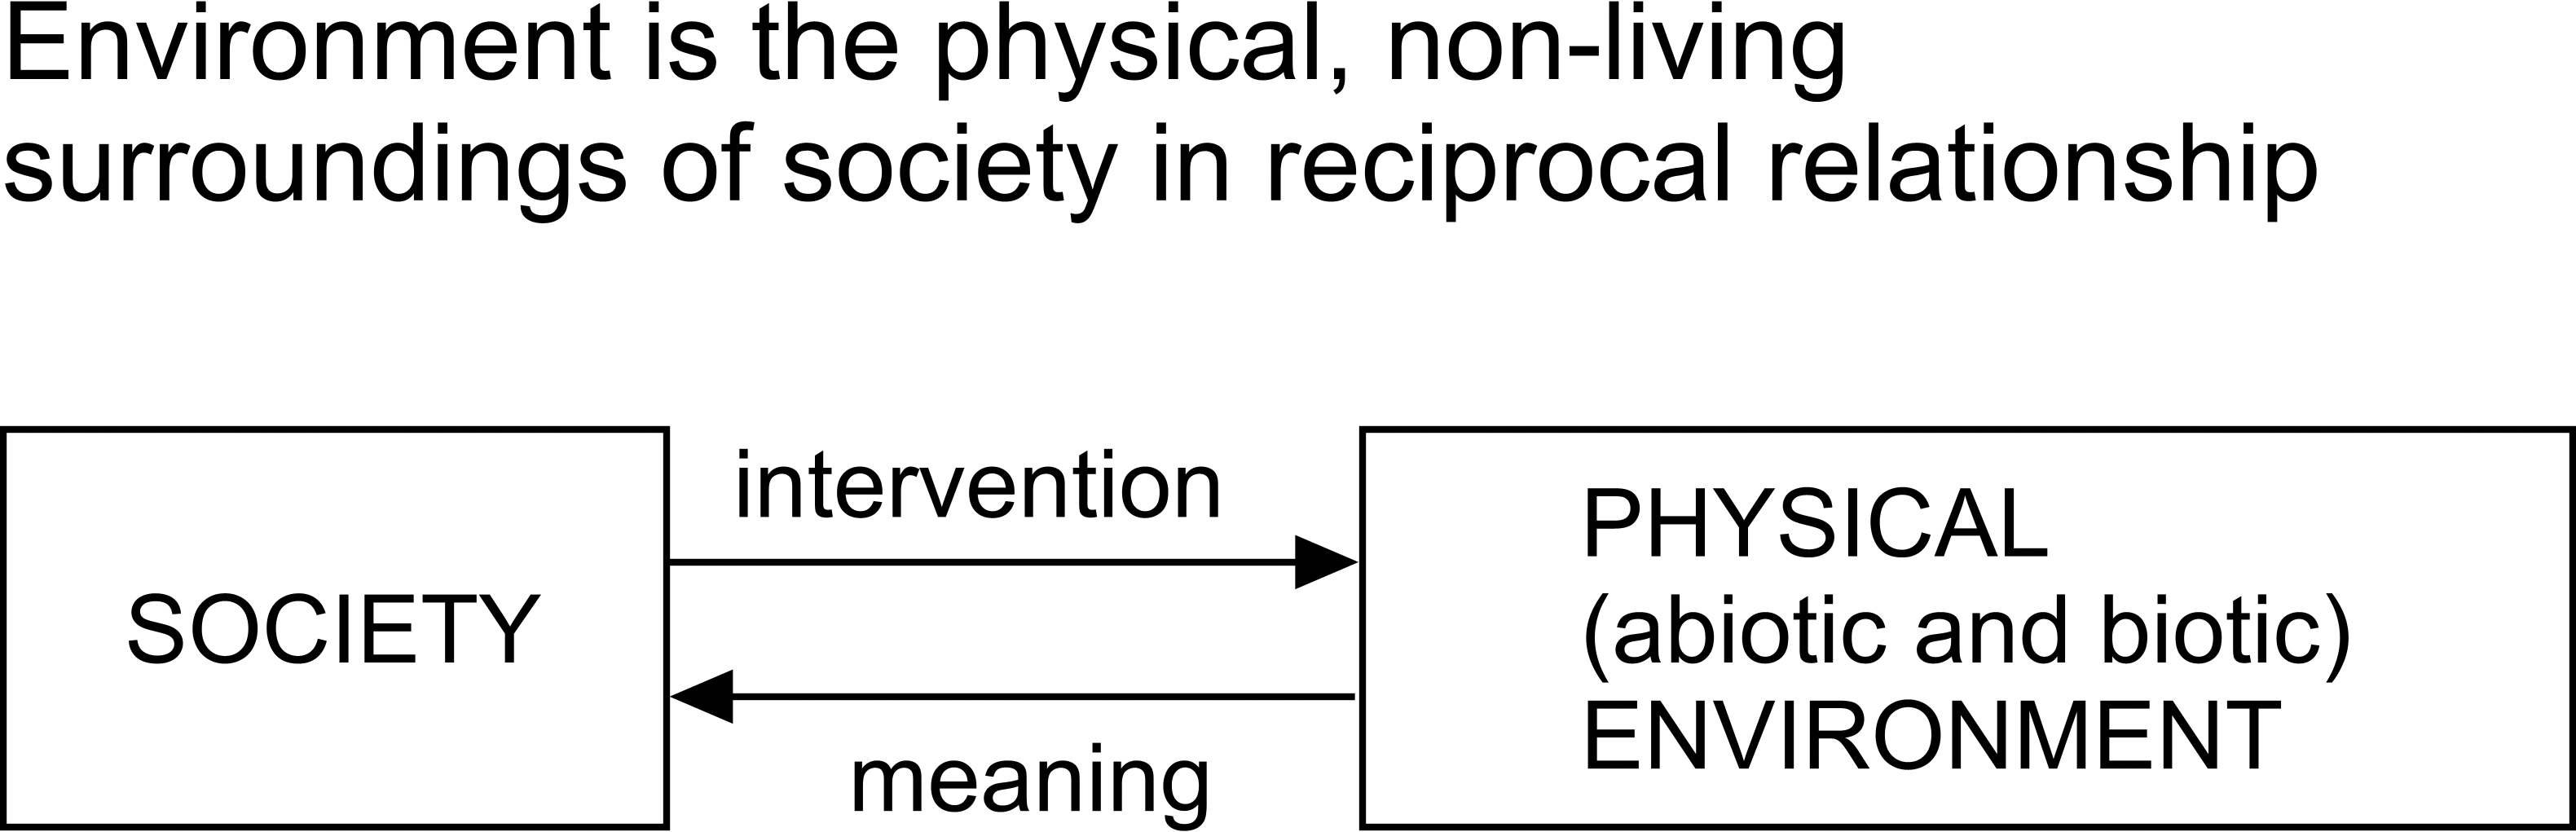 Environment is the physical, non-living
surroundings of society in reciprocal relationship
intervention
SOCIETY
meaning
PHYSICAL
(abiotic and biotic)
ENVIRONMENT